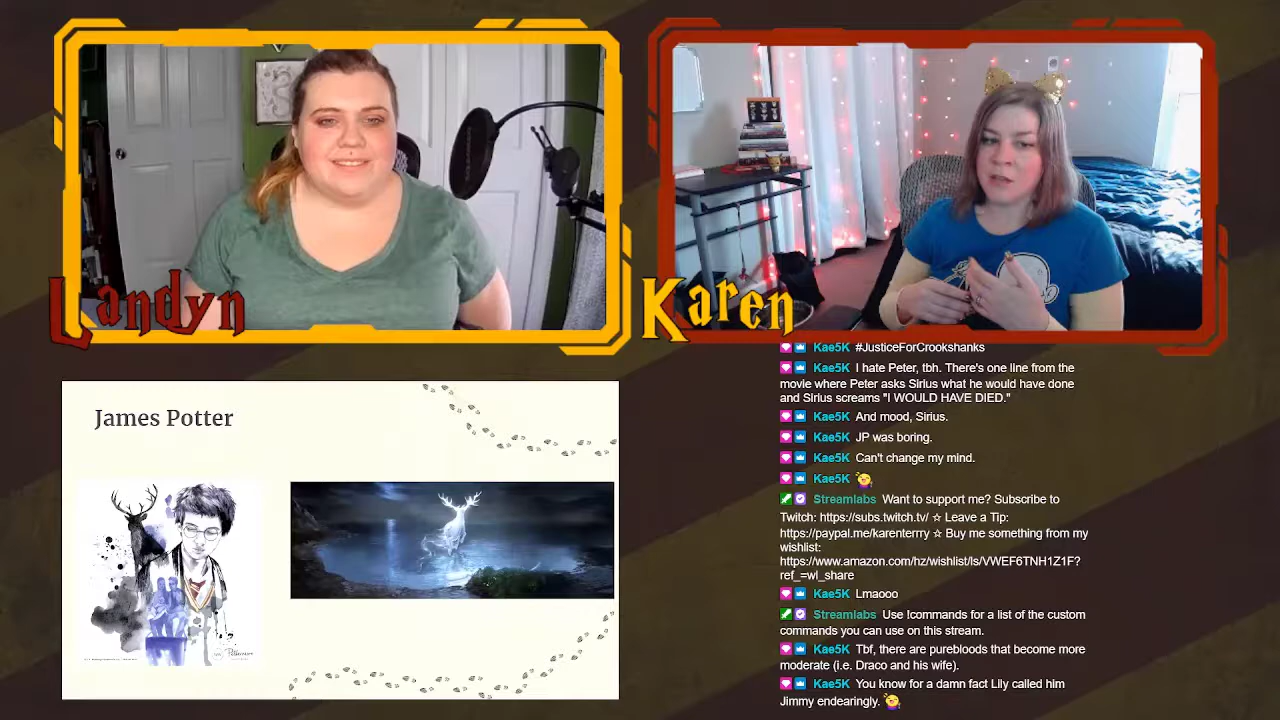 Landyn
Karen
James Potter
Kae5K #JusticeForCrookshanks
Kae5K I hate Peter, tbh. There's one line from the
movie where Peter asks Sirius what he would have done
and Sirius screams "I WOULD HAVE DIED."
Kae5K And mood, Sirius.
Kae5K JP was boring.
Kae5K Can't change my mind.
Kae5K
Streamlabs Want to support me? Subscribe to
Twitch: https://subs.twitch.tv/ ☆ Leave a Tip:
https://paypal.me/karenterrry ☆ Buy me something from my
wishlist:
https://www.amazon.com/hz/wishlist/ls/VWEF6TNH1Z1F?
ref_=wl_share
Kae5K Lmaooo
Streamlabs Use !commands for a list of the custom
commands you can use on this stream.
Kae5K Tbf, there are purebloods that become more
moderate (i.e. Draco and his wife).
Kae5K You know for a damn fact Lily called him
Jimmy endearingly.